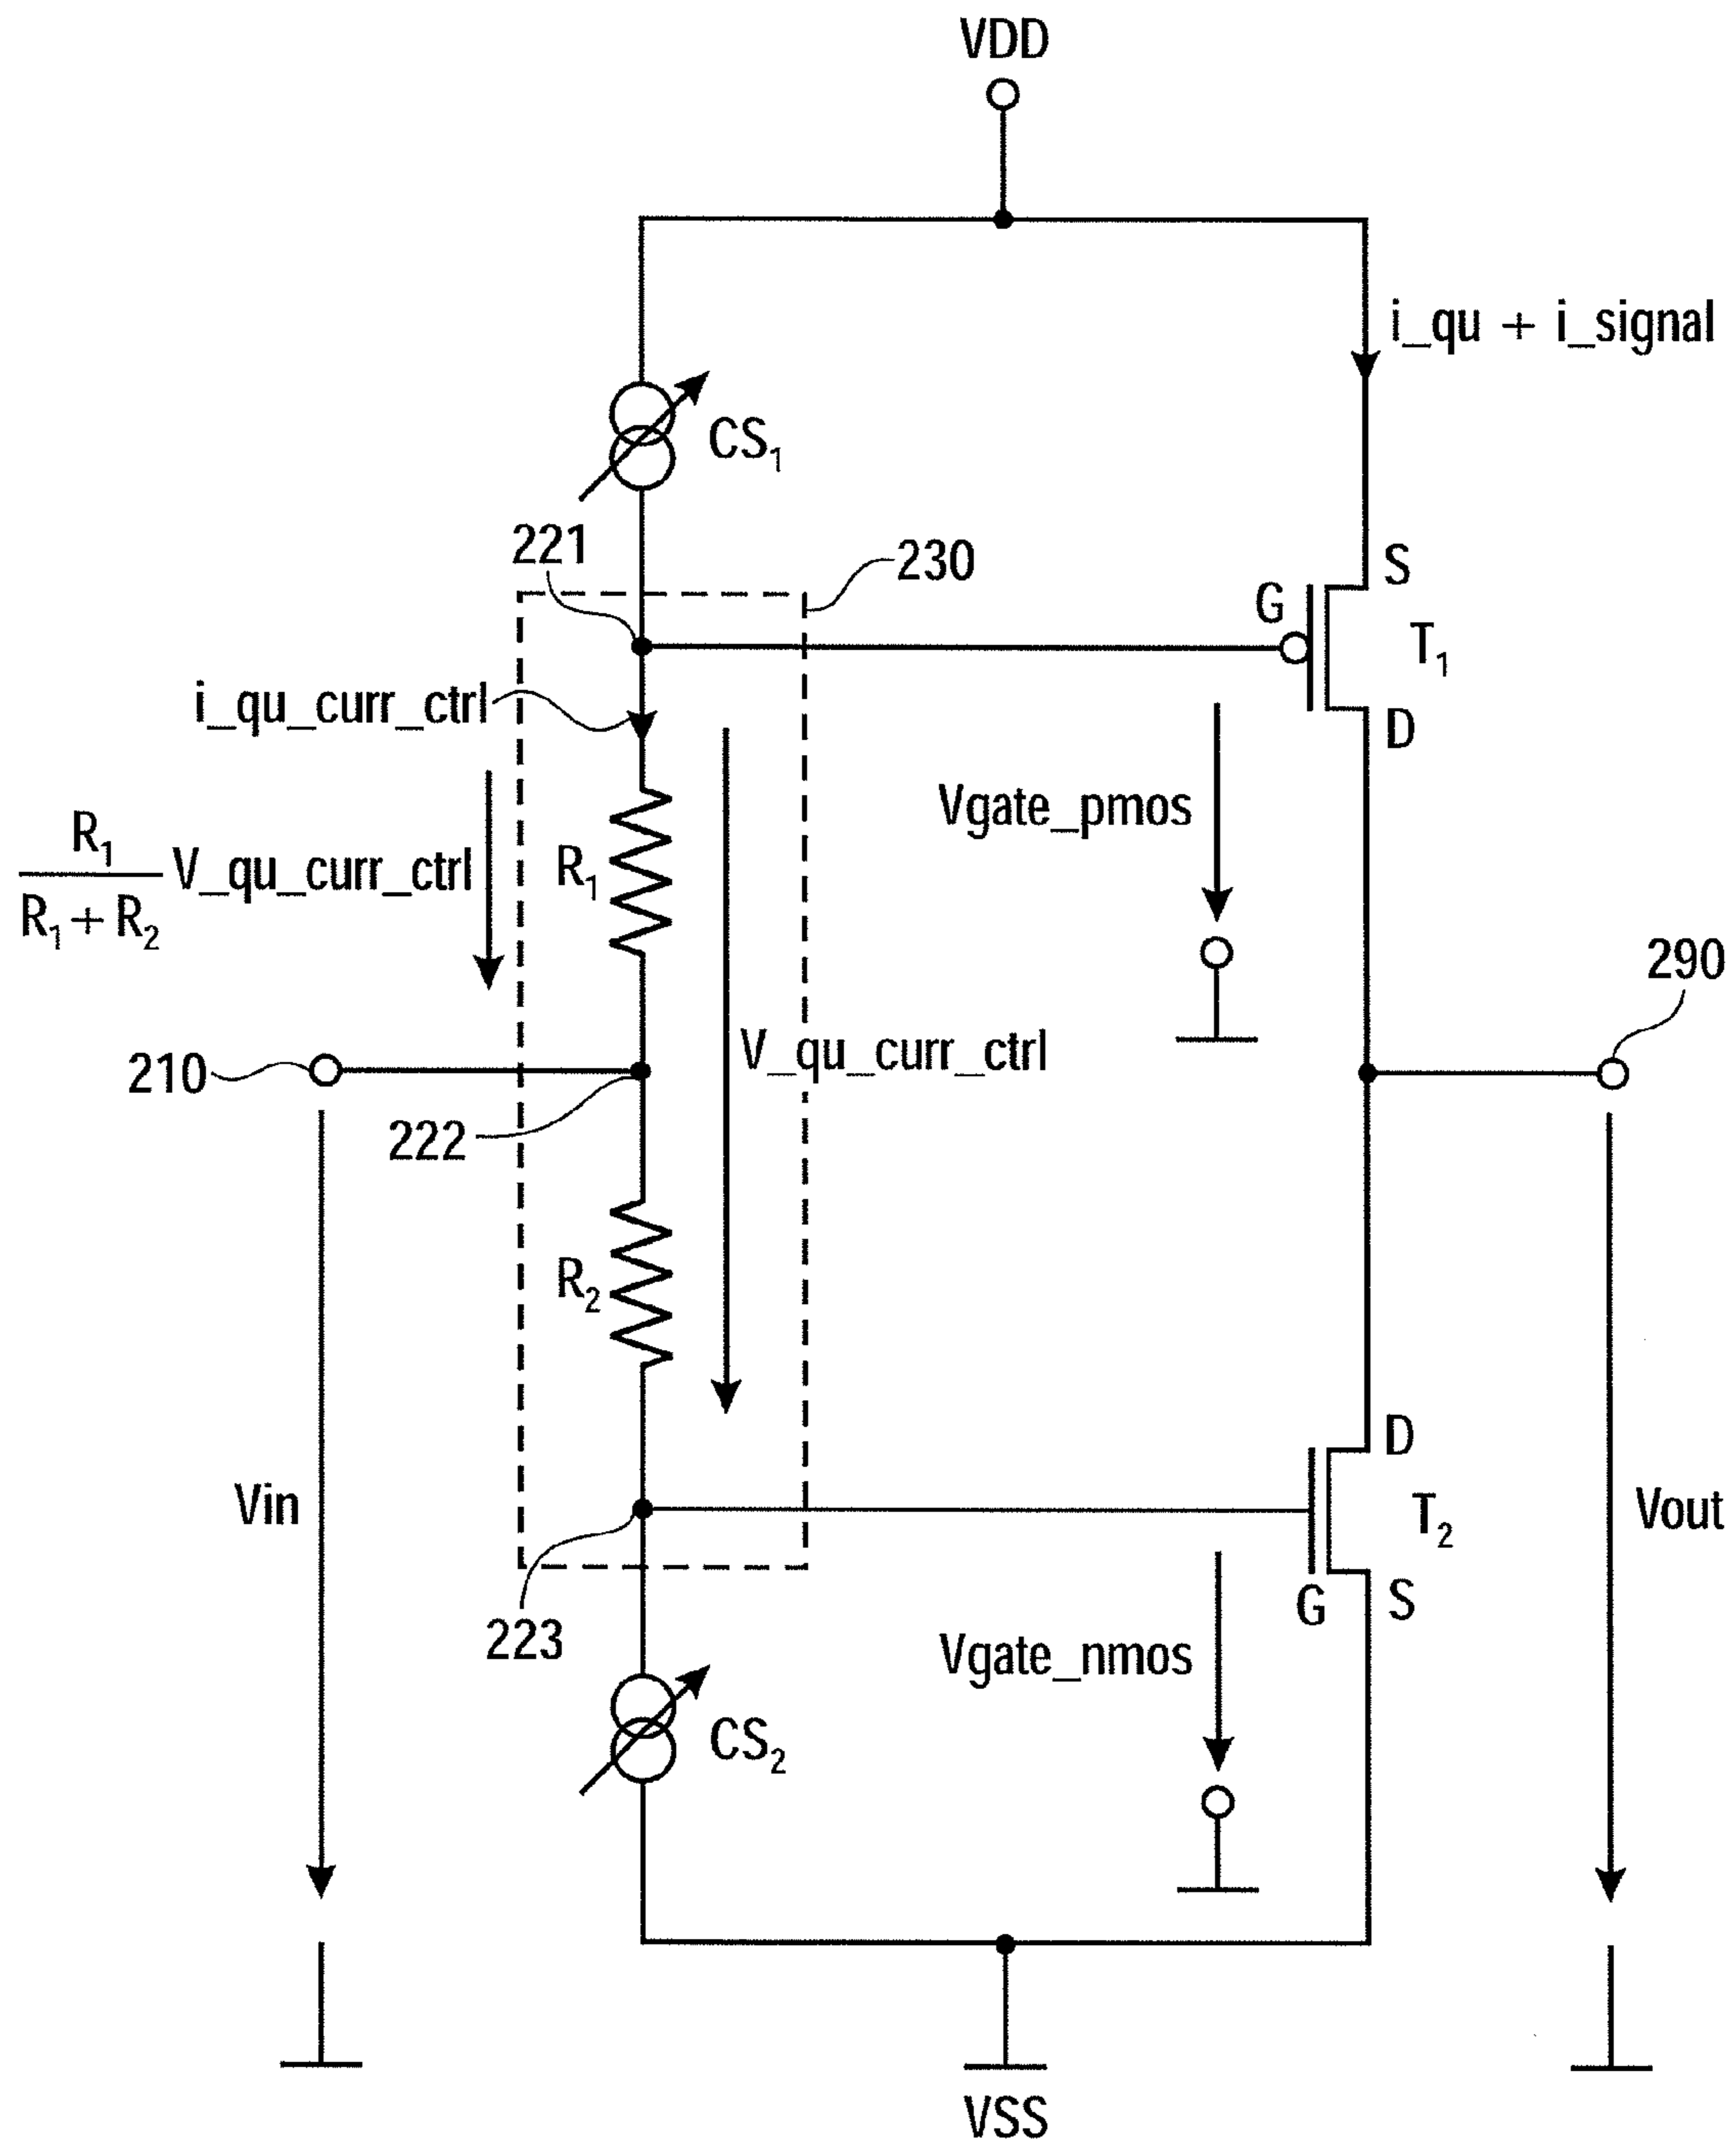 VDD
i_qu + i_signal
CS₁
221
230
S
G
T₁
i_qu_curr_ctrl
D
Vgate_pmos
R₁
R₁
V_qu_curr_ctrl
R₁ + R₂
290
V_qu_curr_ctrl
210
222
R₂
D
Vin
T₂
Vout
G
S
223
Vgate_nmos
CS₂
VSS